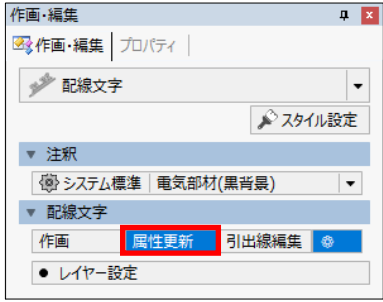 作画・編集
作画・編集 プロパティ
配線文字
スタイル設定
注釈
システム標準 電気部材(黒背景)
配線文字
作画 属性更新 引出線編集
● レイヤー設定